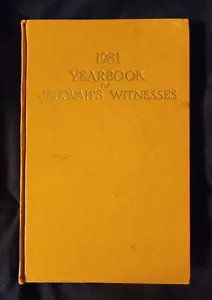 1981
YEARBOOK
OF
JEHOVAH'S WITNESSES